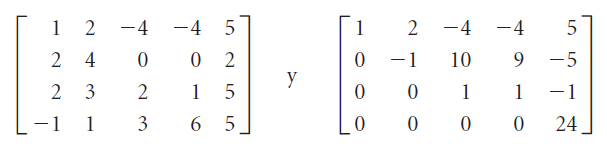 1 2 −4 −4 5 1 2 −4 −4 5
2 4 0 0 2 0 −1 10 9 −5
y
2 3 2 1 5 0 0 1 1 −1
−1 1 3 6 5 0 0 0 0 24